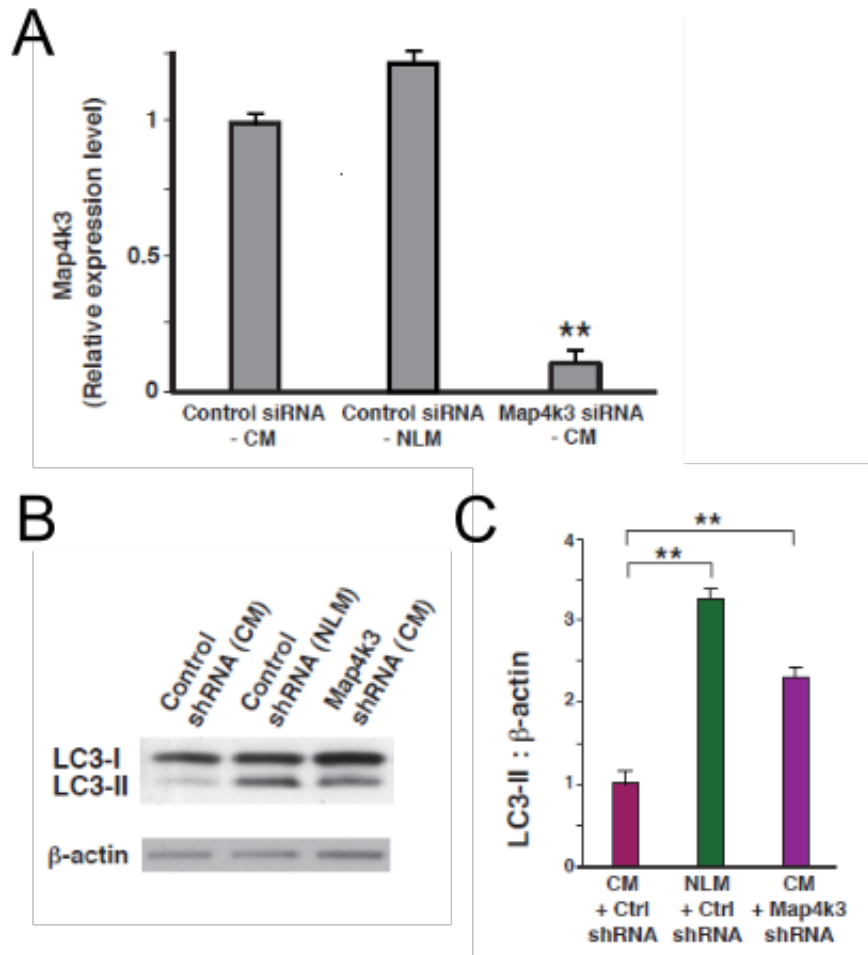 A
Map4k3
(Relative expression level)
1
0.5
0
**
Control siRNA
- CM
Control siRNA
- NLM
Map4k3 siRNA
- CM
B
Control
shRNA (CM)
Control
shRNA (NLM)
Map4k3
shRNA (CM)
LC3-I
LC3-II
β-actin
C
LC3-II : β-actin
4
3
2
1
0
**
**
CM
+ Ctrl
shRNA
NLM
+ Ctrl
shRNA
CM
+ Map4k3
shRNA